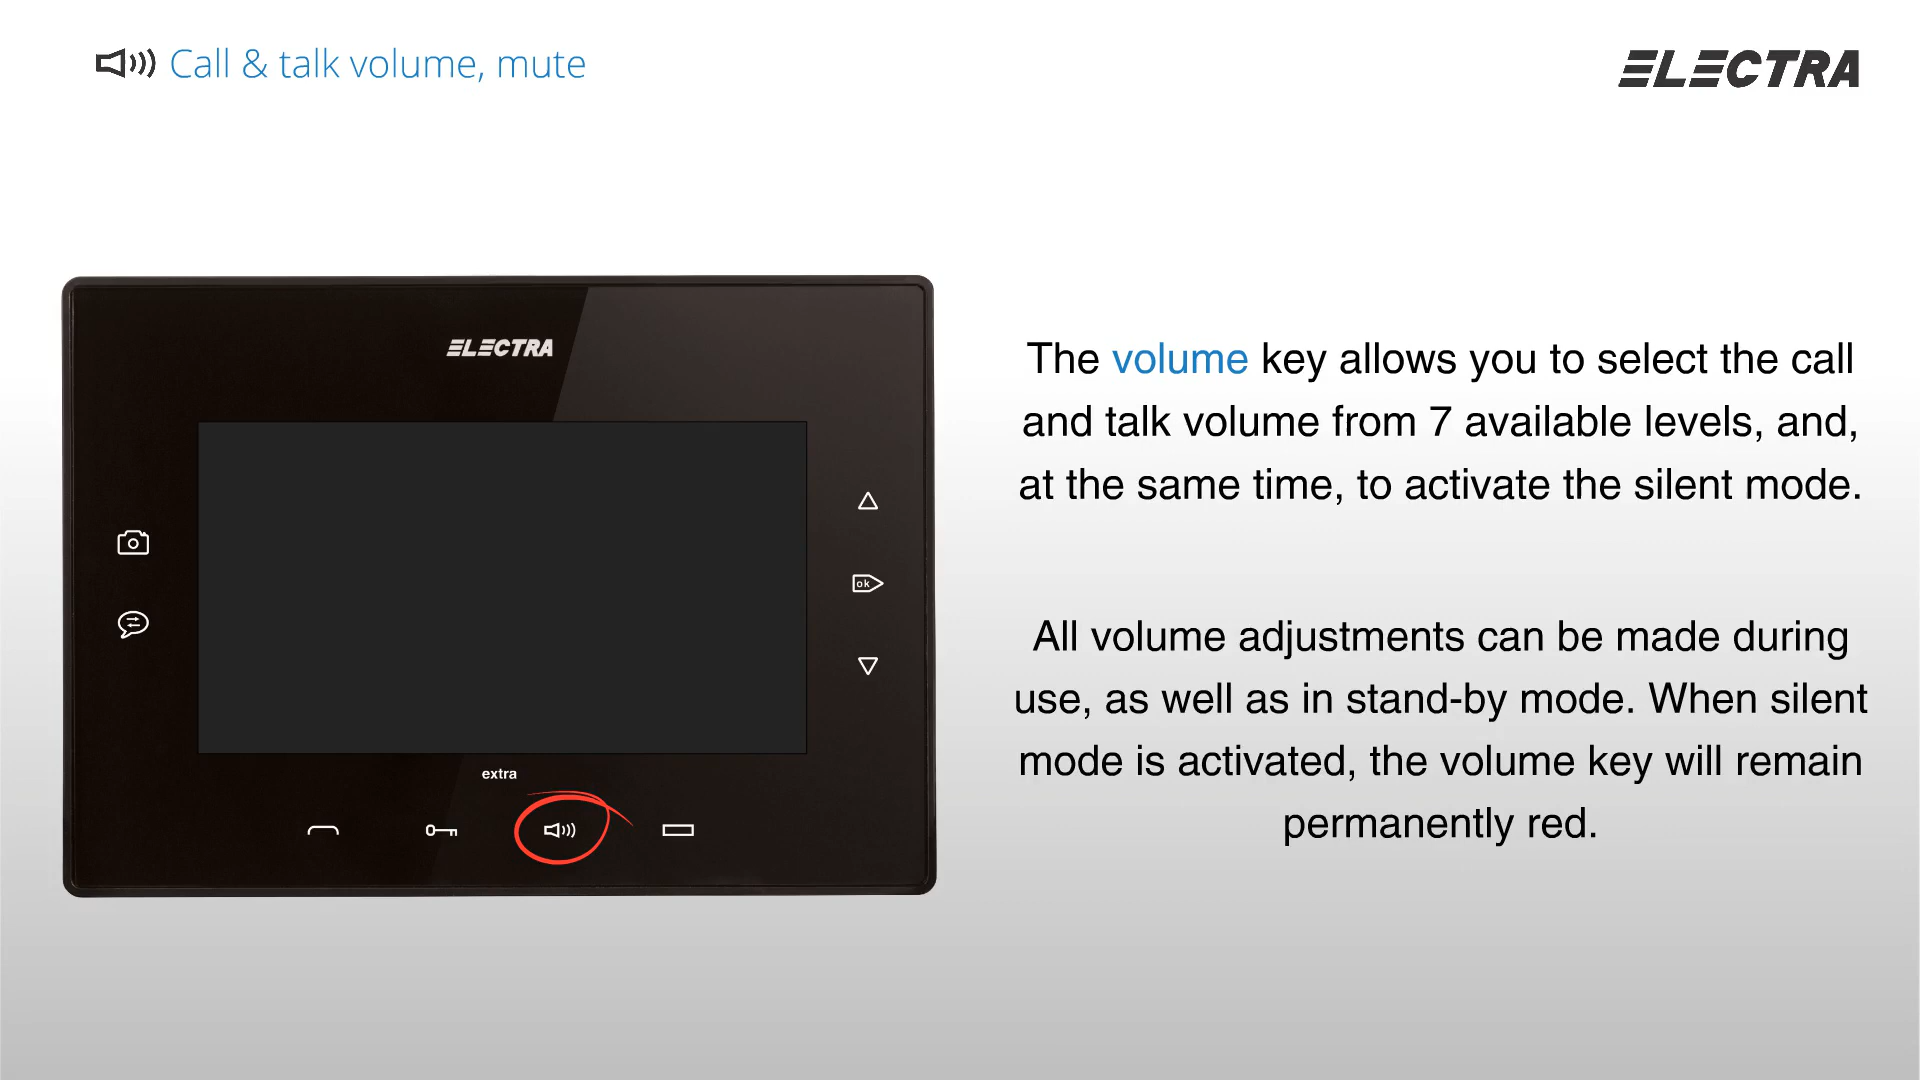 Call & talk volume, mute
ELECTRA
ELECTRA
The volume key allows you to select the call
and talk volume from 7 available levels, and,
at the same time, to activate the silent mode.
ok
All volume adjustments can be made during
use, as well as in stand-by mode. When silent
mode is activated, the volume key will remain
permanently red.
extra